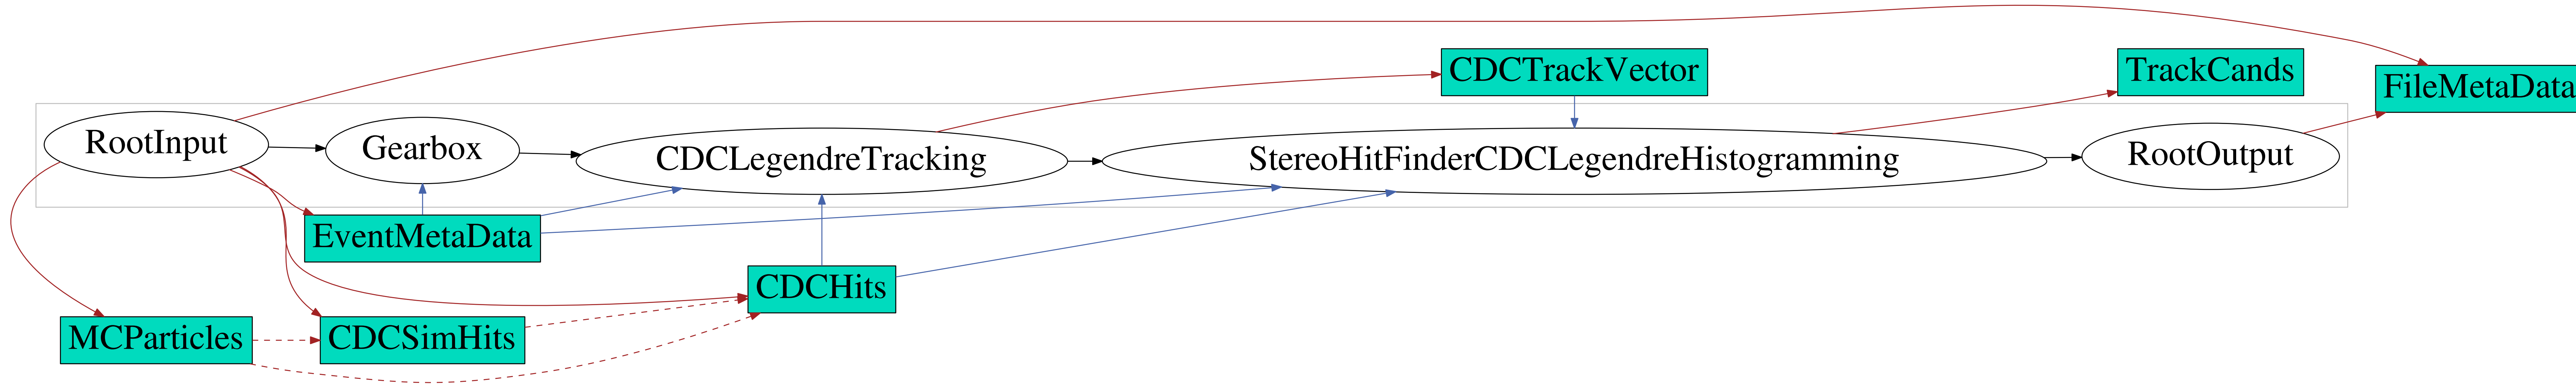 CDCTrackVector
TrackCands
FileMetaData
RootInput
Gearbox
CDCLegendreTracking
StereoHitFinderCDCLegendreHistogramming
RootOutput
EventMetaData
CDCHits
MCParticles
CDCSimHits